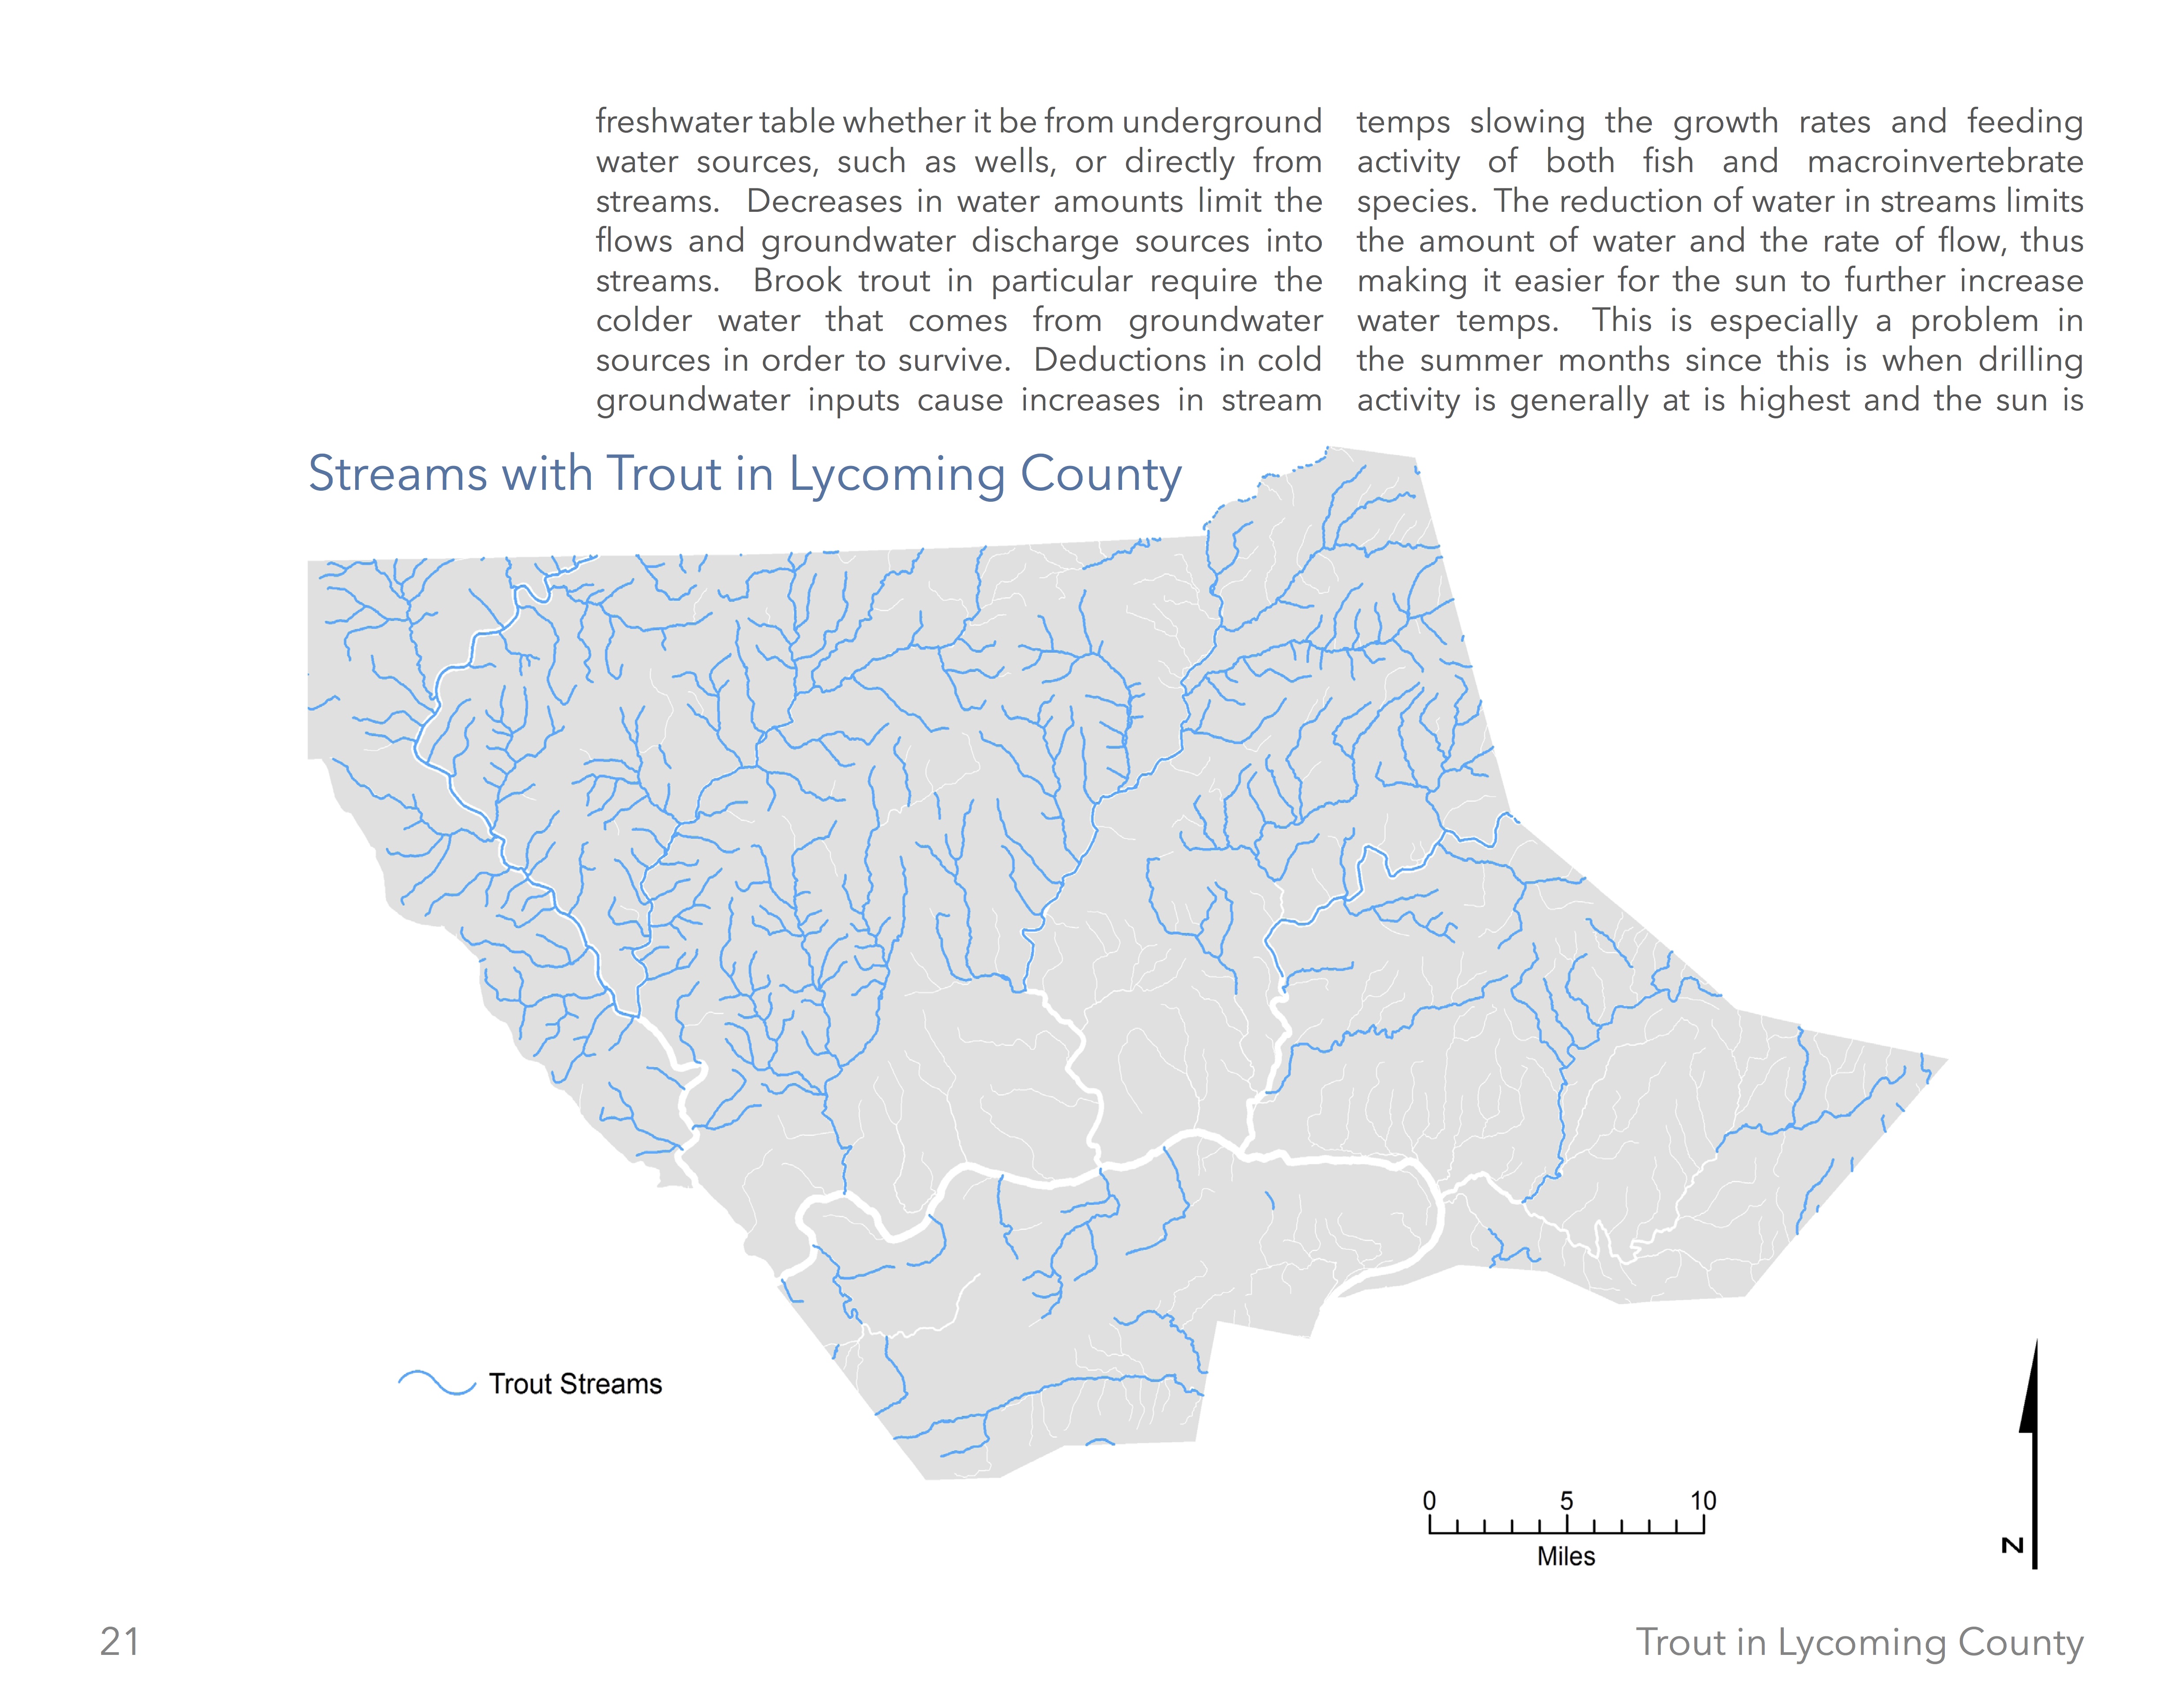 freshwater table whether it be from underground
water sources, such as wells, or directly from
streams. Decreases in water amounts limit the
flows and groundwater discharge sources into
streams. Brook trout in particular require the
colder water that comes from groundwater
sources in order to survive. Deductions in cold
groundwater inputs cause increases in stream
temps slowing the growth rates and feeding
activity of both fish and macroinvertebrate
species. The reduction of water in streams limits
the amount of water and the rate of flow, thus
making it easier for the sun to further increase
water temps. This is especially a problem in
the summer months since this is when drilling
activity is generally at is highest and the sun is
Streams with Trout in Lycoming County
Trout Streams
0 5 10
Miles
N
21
Trout in Lycoming County